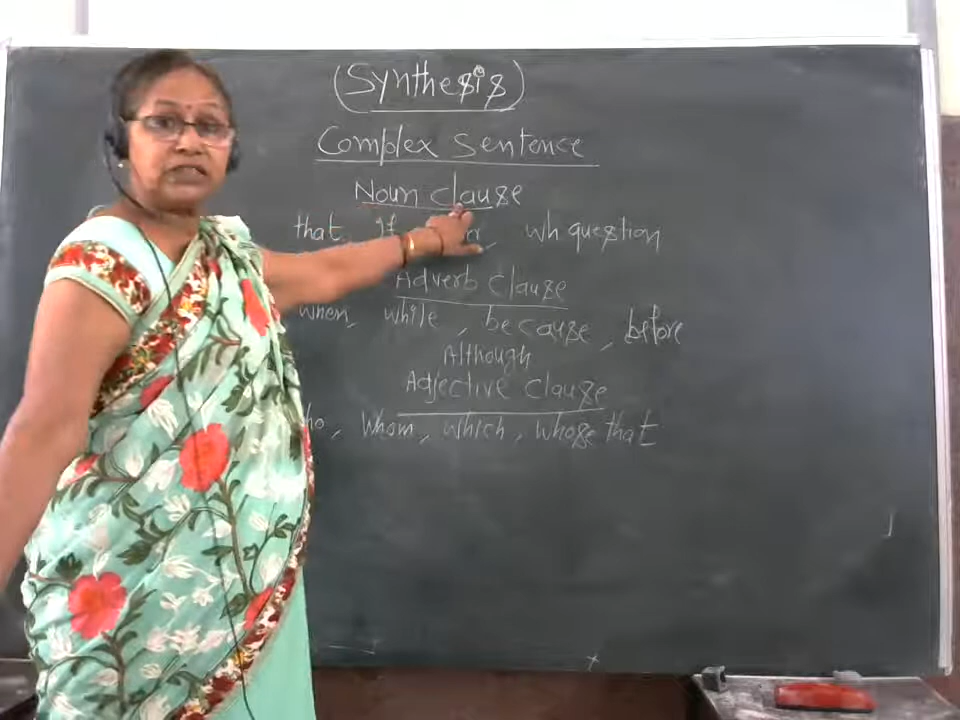 (Synthesis)
Complex Sentence
Noun clause
that, If wh question
Adverb clause
when, while, because, before
Although
Adjective clause
whom, which, whose that